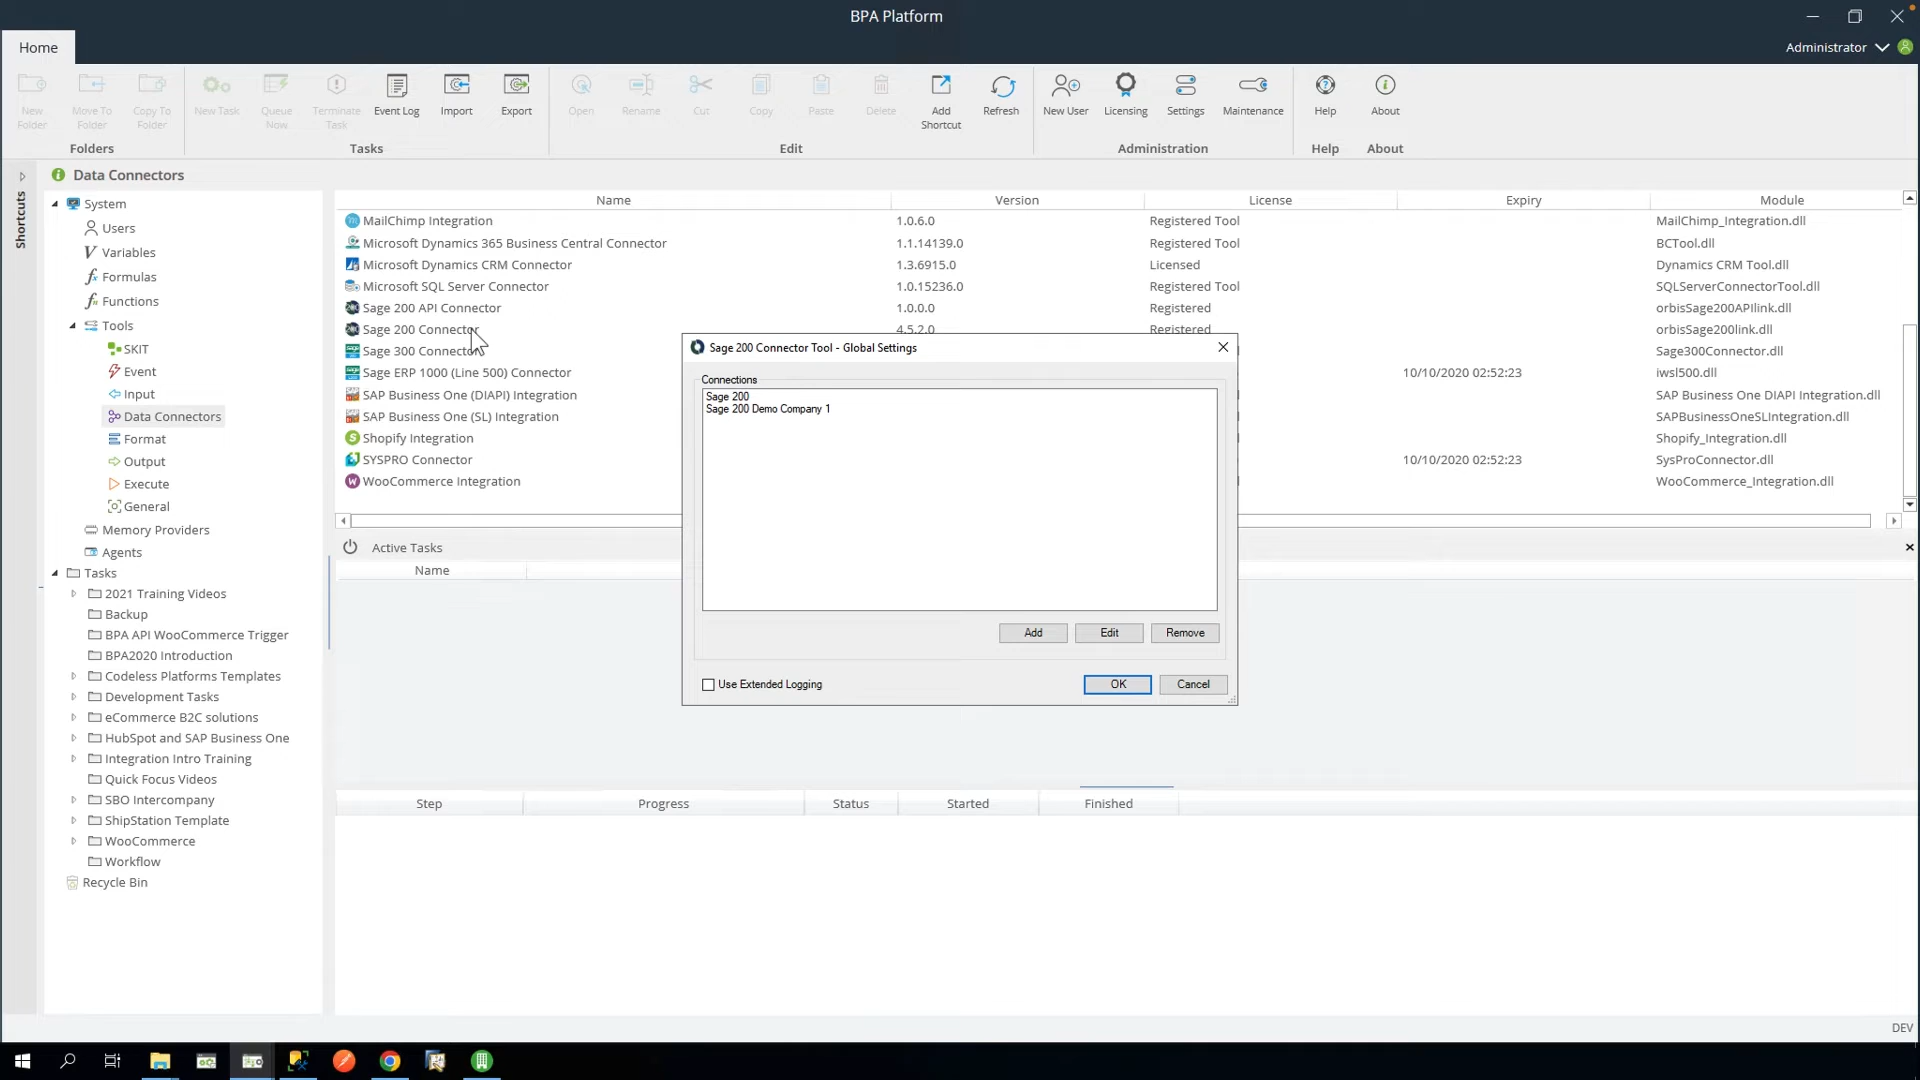 BPA Platform
Home
Administrator
New Folder
Move To Folder
Copy To Folder
New Task
Queue Now
Terminate Task
Event Log
Import
Export
Open
Rename
Cut
Copy
Paste
Delete
Add Shortcut
Refresh
New User
Licensing
Settings
Maintenance
Help
About
Folders
Tasks
Edit
Administration
Help
About
Shortcuts
Data Connectors
System
Users
Variables
Formulas
Functions
Tools
SKIT
Event
Input
Data Connectors
Format
Output
Execute
General
Memory Providers
Agents
Tasks
2021 Training Videos
Backup
BPA API WooCommerce Trigger
BPA2020 Introduction
Codeless Platforms Templates
Development Tasks
eCommerce B2C solutions
HubSpot and SAP Business One
Integration Intro Training
Quick Focus Videos
SBO Intercompany
ShipStation Template
WooCommerce
Workflow
Recycle Bin
Name Version License Expiry Module
MailChimp Integration 1.0.6.0 Registered Tool MailChimp_Integration.dll
Microsoft Dynamics 365 Business Central Connector 1.1.14139.0 Registered Tool BCTool.dll
Microsoft Dynamics CRM Connector 1.3.6915.0 Licensed Dynamics CRM Tool.dll
Microsoft SQL Server Connector 1.0.15236.0 Registered Tool SQLServerConnectorTool.dll
Sage 200 API Connector 1.0.0.0 Registered orbisSage200APIlink.dll
Sage 200 Connector 4.5.2.0 Registered orbisSage200link.dll
Sage 300 Connector Sage300Connector.dll
Sage ERP 1000 (Line 500) Connector 10/10/2020 02:52:23 iwsl500.dll
SAP Business One (DIAPI) Integration SAP Business One DIAPI Integration.dll
SAP Business One (SL) Integration SAPBusinessOneSLIntegration.dll
Shopify Integration Shopify_Integration.dll
SYSPRO Connector 10/10/2020 02:52:23 SysProConnector.dll
WooCommerce Integration WooCommerce_Integration.dll
Sage 200 Connector Tool - Global Settings
Connections
Sage 200
Sage 200 Demo Company 1
Add Edit Remove
Use Extended Logging
OK Cancel
Active Tasks
Name
Step Progress Status Started Finished
DEV